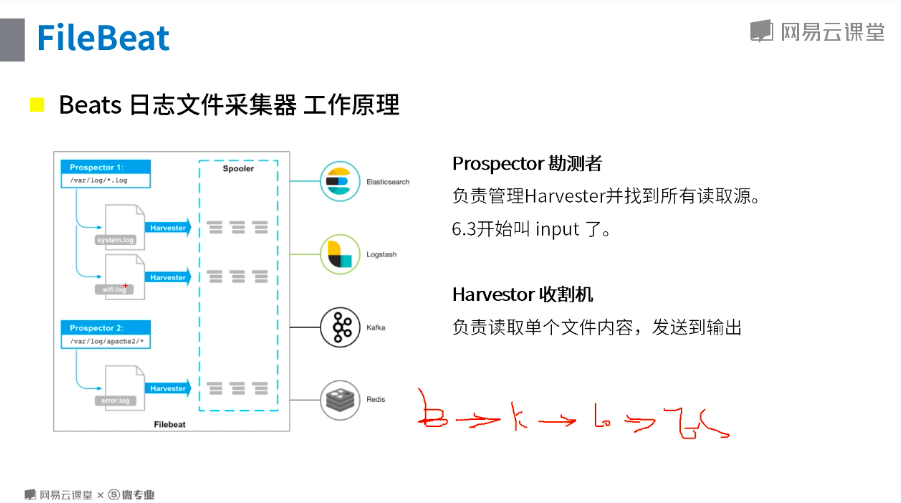 FileBeat
网易云课堂
Beats 日志文件采集器 工作原理
Prospector 1:
/var/log/*.log
system.log
Harvester
wifi.log
Harvester
Prospector 2:
/var/log/apache2/*
error.log
Harvester
Spooler
Filebeat
Elasticsearch
Logstash
Kafka
Redis
Prospector 勘测者
负责管理Harvester并找到所有读取源。
6.3开始叫 input 了。
Harvestor 收割机
负责读取单个文件内容，发送到输出
网易云课堂 × 微专业